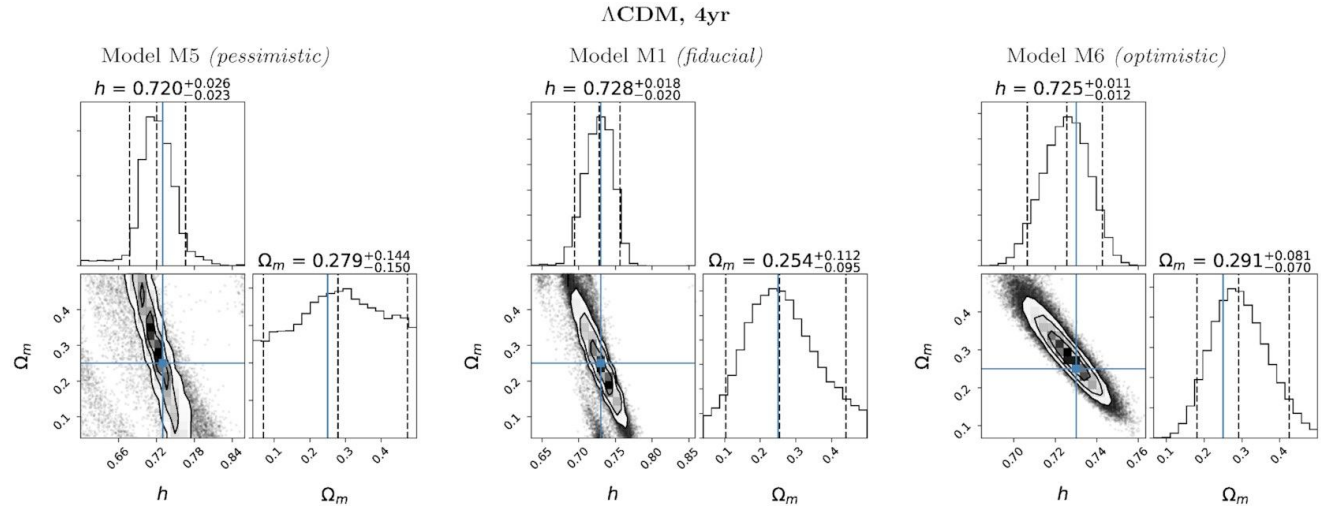 ΛCDM, 4yr
Model M5 (pessimistic)
h = 0.720+0.026−0.023
Ωm = 0.279+0.144−0.150
Ωm
0.4
0.3
0.2
0.1
0.66 0.72 0.78 0.84
h
0.1 0.2 0.3 0.4
Ωm
Model M1 (fiducial)
h = 0.728+0.018−0.020
Ωm = 0.254+0.112−0.095
Ωm
0.4
0.3
0.2
0.1
0.65 0.70 0.75 0.80 0.85
h
0.1 0.2 0.3 0.4
Ωm
Model M6 (optimistic)
h = 0.725+0.011−0.012
Ωm = 0.291+0.081−0.070
Ωm
0.4
0.3
0.2
0.1
0.70 0.72 0.74 0.76
h
0.1 0.2 0.3 0.4
Ωm